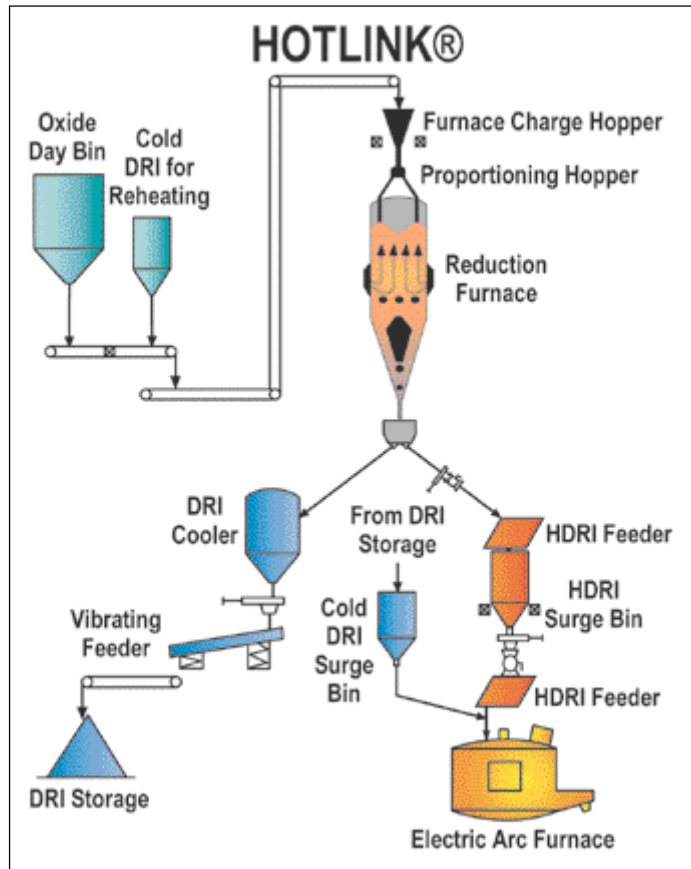 HOTLINK®
Oxide
Day Bin
Cold
DRI for
Reheating
Furnace Charge Hopper
Proportioning Hopper
Reduction
Furnace
DRI
Cooler
From DRI
Storage
HDRI Feeder
HDRI
Surge Bin
Vibrating
Feeder
Cold
DRI
Surge
Bin
HDRI Feeder
DRI Storage
Electric Arc Furnace